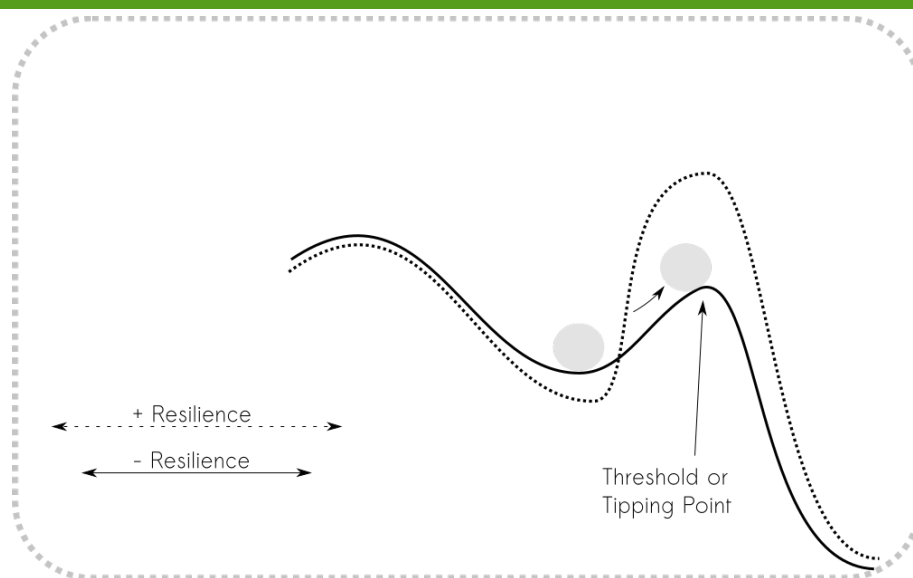 + Resilience
- Resilience
Threshold or
Tipping Point